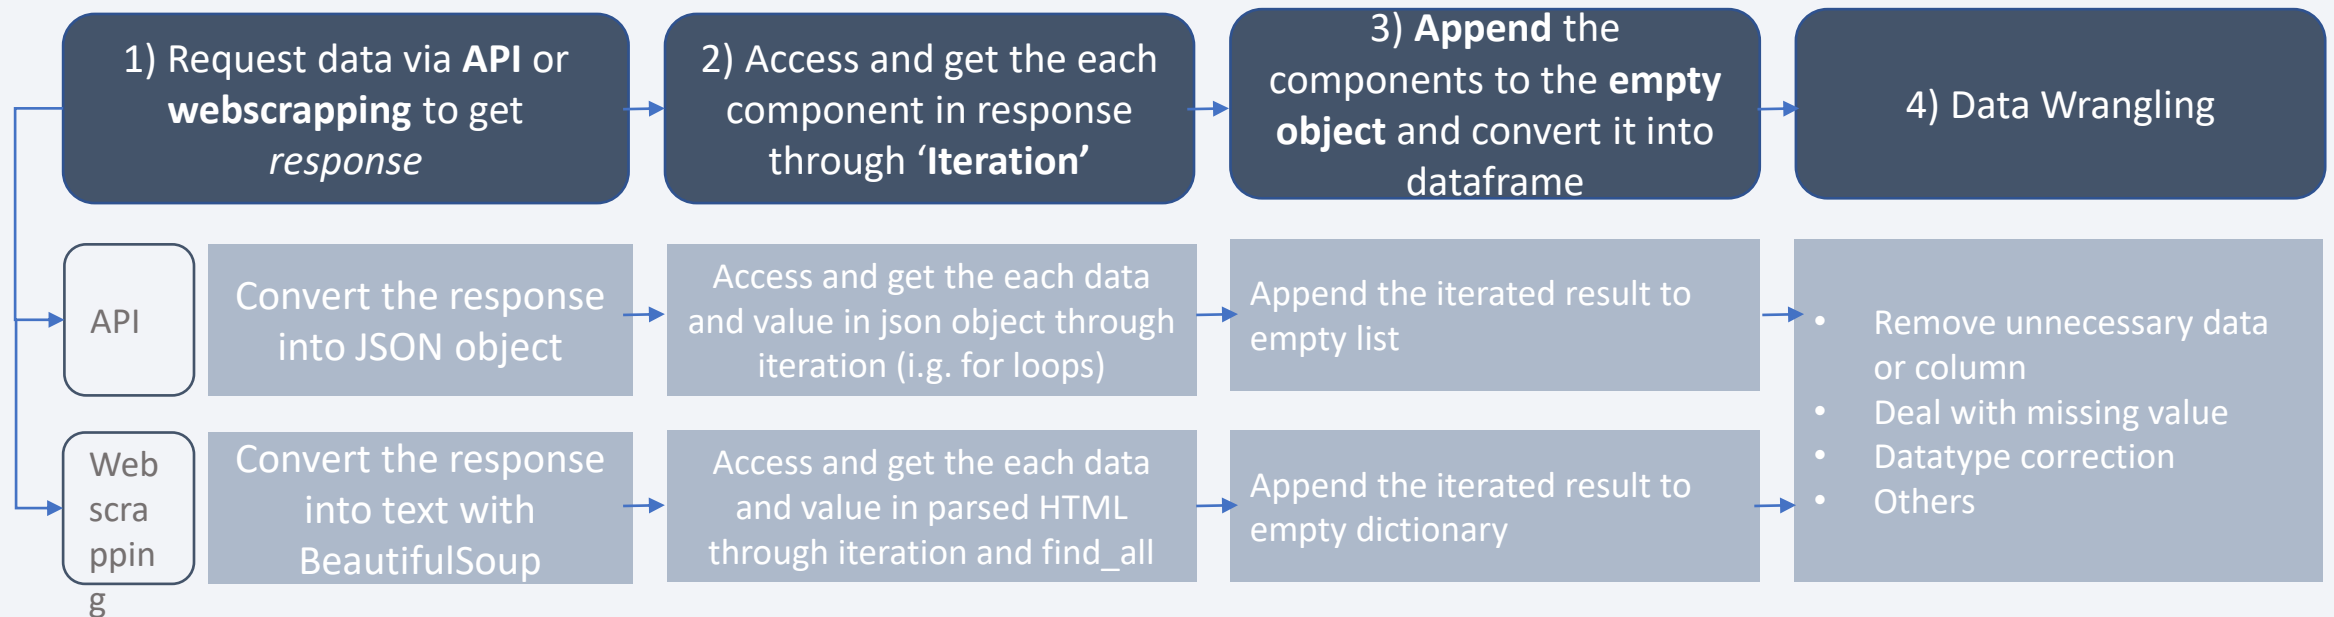 1) Request data via API or
webscrapping to get
response
2) Access and get the each
component in response
through ‘Iteration’
3) Append the
components to the empty
object and convert it into
dataframe
4) Data Wrangling
API
Convert the response
into JSON object
Access and get the each data
and value in json object through
iteration (i.g. for loops)
Append the iterated result to
empty list
• Remove unnecessary data
or column
• Deal with missing value
• Datatype correction
• Others
Web
scra
ppin
g
Convert the response
into text with
BeautifulSoup
Access and get the each data
and value in parsed HTML
through iteration and find_all
Append the iterated result to
empty dictionary